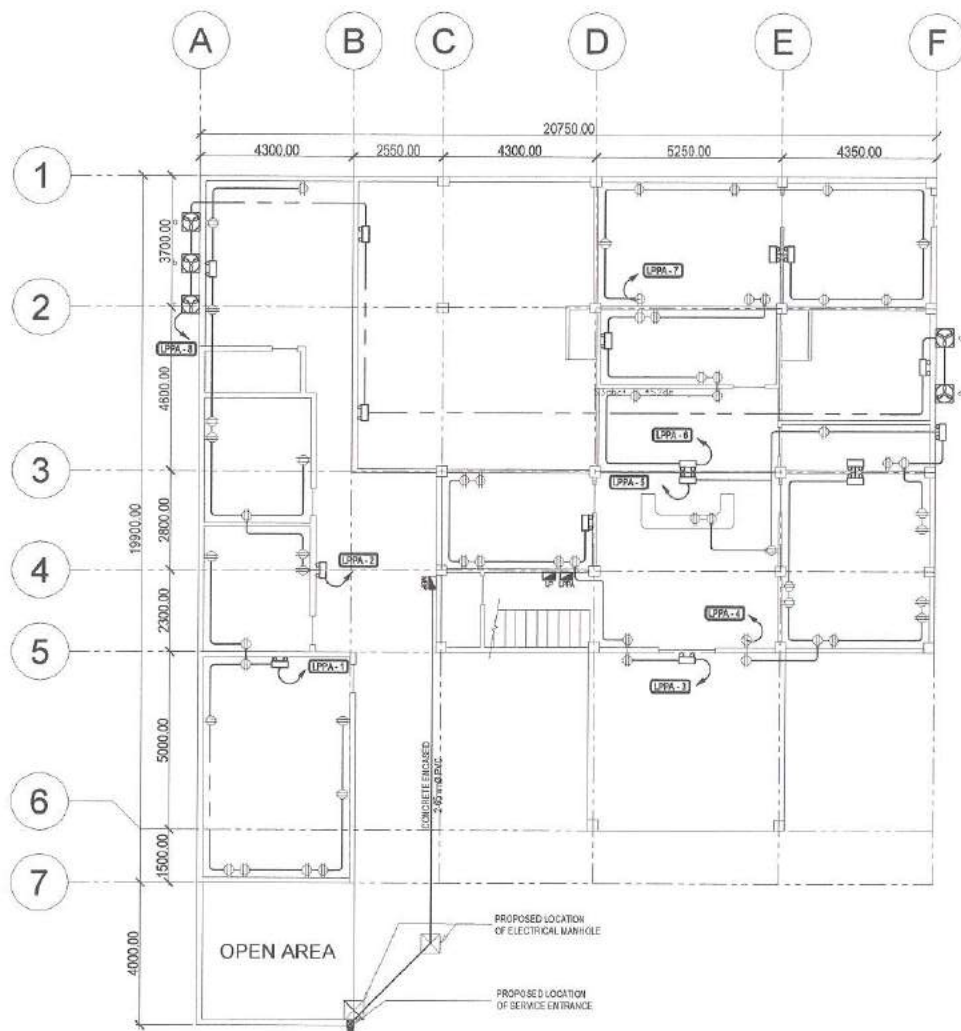 A B C D E F
20750.00
4300.00 2550.00 4300.00 5250.00 4350.00
1
3700.00
LPPA - 7
2
LPPA - 8
4600.00
LPPA - 6
3
LPPA - 5
19900.00
2800.00
LPPA - 2
4
LP LPPA
2300.00
LPPA - 4
5
LPPA - 1
LPPA - 3
5000.00
CONCRETE ENCASED
6
1500.00
7
PROPOSED LOCATION
OF ELECTRICAL MANHOLE
OPEN AREA
4000.00
PROPOSED LOCATION
OF SERVICE ENTRANCE